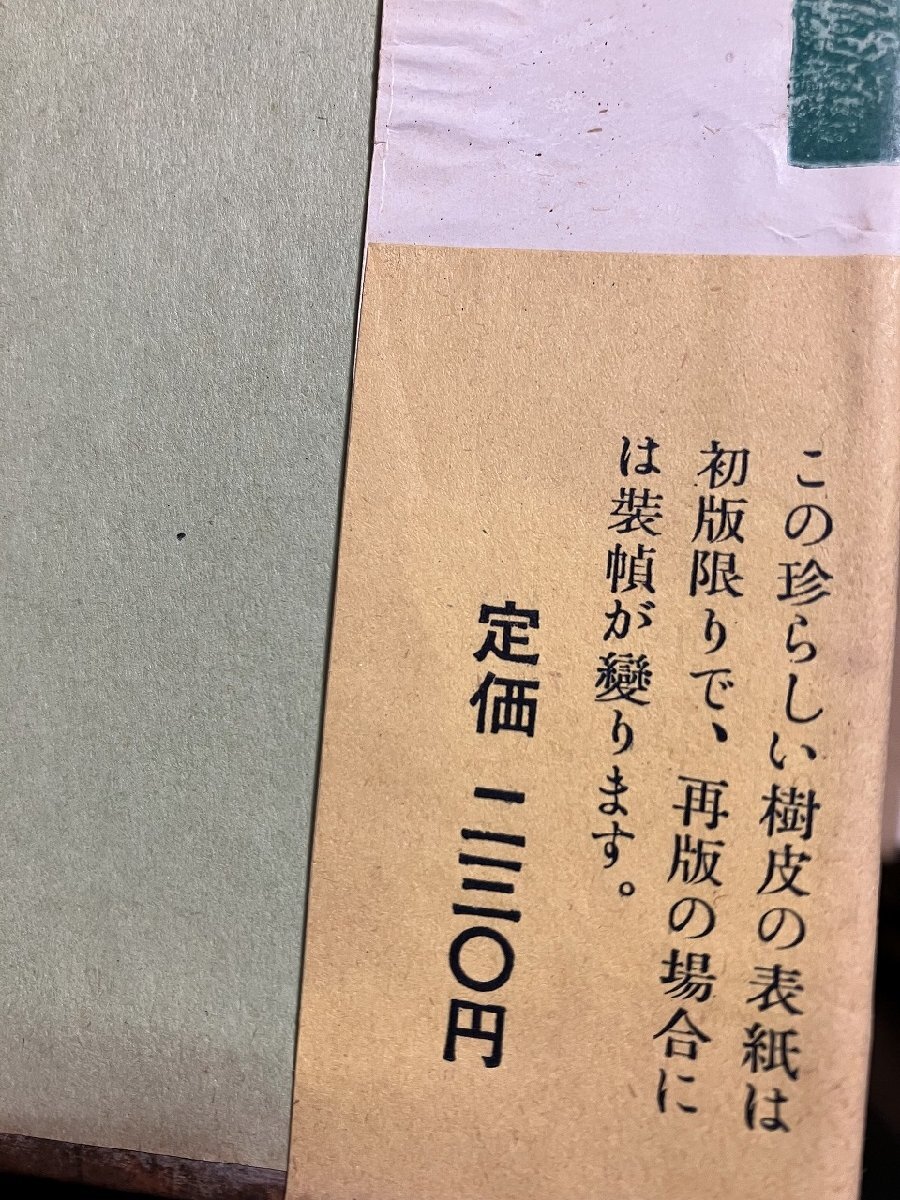 この珍らしい樹皮の表紙は
初版限りで、再版の場合に
は装幀が變ります。
定価 二三〇円